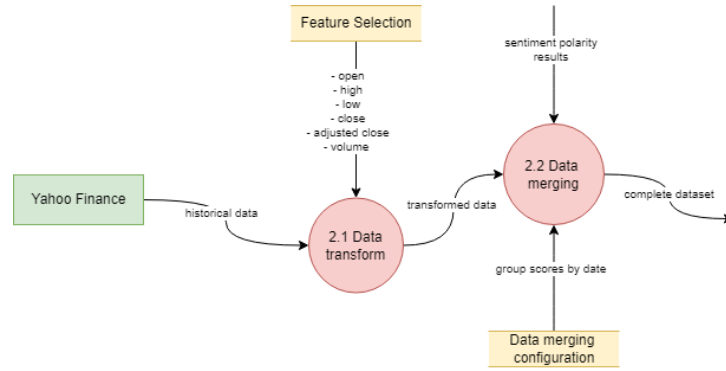 Feature Selection
sentiment polarity
results
- open
- high
- low
- close
- adjusted close
- volume
2.2 Data
merging
Yahoo Finance
historical data
transformed data
complete dataset
2.1 Data
transform
group scores by date
Data merging
configuration